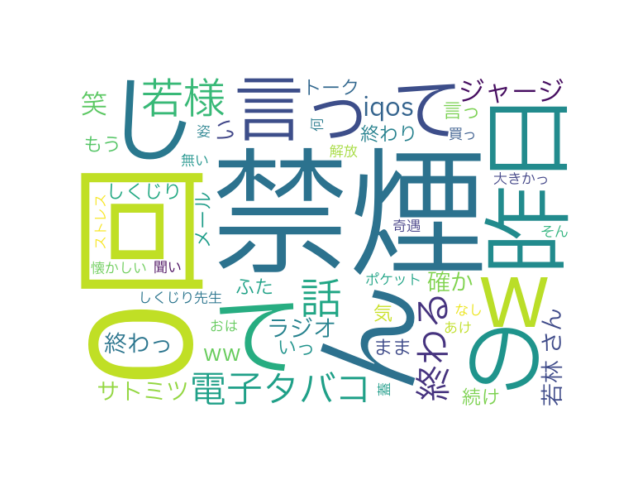 禁煙
回
し
言って
若様
笑
トーク
iqos
て
ジャージ
言っ
買っ
終わり
もう
姿
い
何
っ
解放
無い
しくじり
メール
ストレス
懐かしい
聞い
しくじり先生
昨日
大きかっ
奇遇
そん
ポケット
確か
ふた
話
w
の
ん
て
o
終わっ
おは
ラジオ
いっ
ww
気
まま
終わる
なし
あけ
若林
さん
サトミツ
電子タバコ
蓋
続け